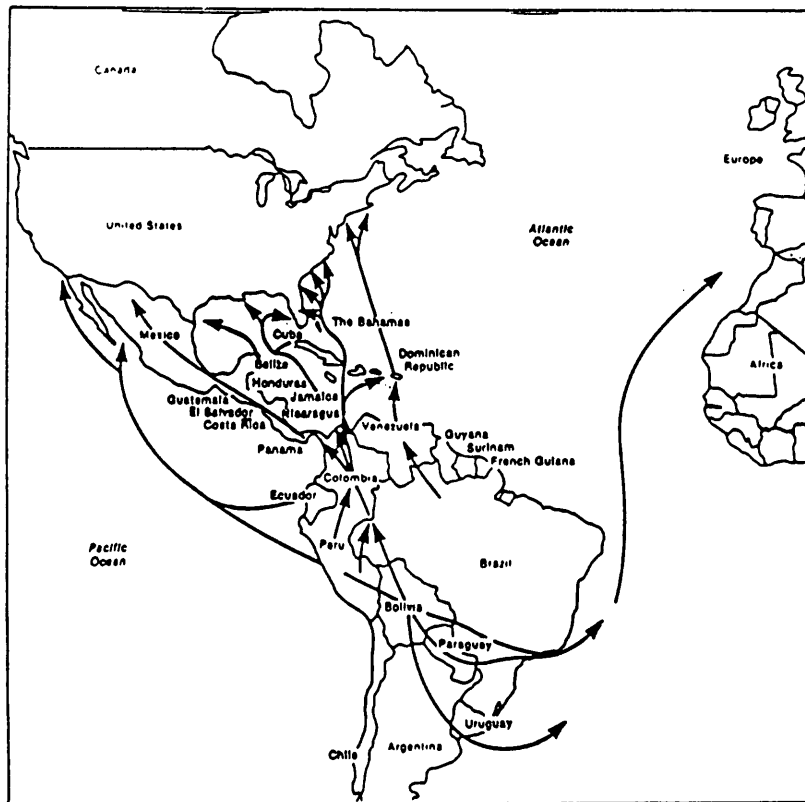 Canada
Europe
United States
Atlantic
Ocean
The Bahamas
Mexico
Cuba
Dominican
Republic
Belize
Africa
Honduras
Jamaica
Guatemala
Nicaragua
El Salvador
Costa Rica
Venezuela
Guyana
Panama
Surinam
French Guiana
Colombia
Ecuador
Peru
Pacific
Ocean
Brazil
Bolivia
Paraguay
Uruguay
Argentina
Chile